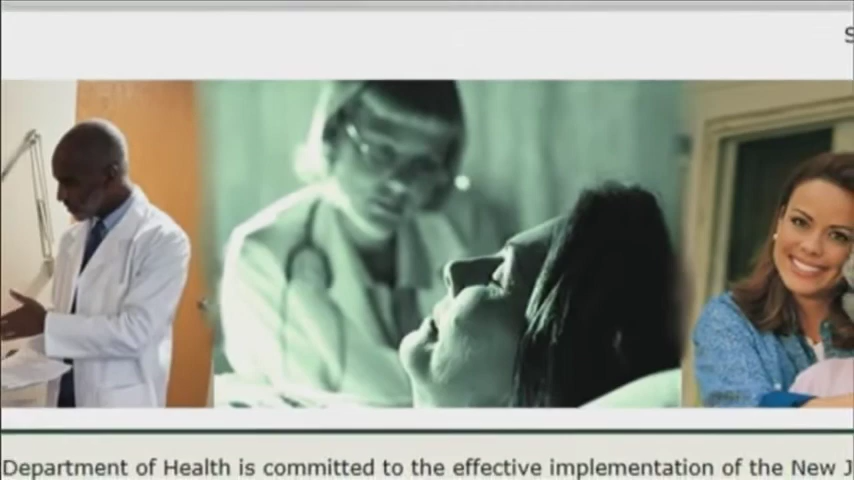 S
Department of Health is committed to the effective implementation of the New J